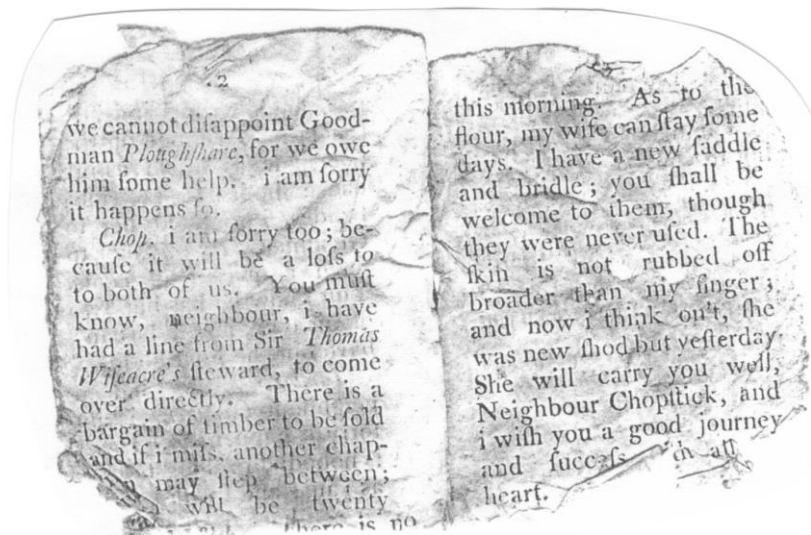 2
we cannot diſappoint Good-
man Ploughſhare, for we owe
him ſome help. i am ſorry
it happens ſo.
Chop. i am ſorry too; be-
cauſe it will be a loſs to
to both of us. You muſt
know, neighbour, i have
had a line from Sir Thomas
Wiſeacre's ſteward, to come
over directly. There is a
bargain of timber to be ſold
and if i miſs, another chap-
may ſtep between;
will be twenty
there is no
this morning. As to the
flour, my wife can ſtay ſome
days. I have a new ſaddle
and bridle; you ſhall be
welcome to them, though
they were never uſed. The
ſkin is not rubbed off
broader than my finger;
and now i think on't, ſhe
was new ſhod but yeſterday.
She will carry you well,
Neighbour Chopſtick, and
i wiſh you a good journey
and ſucceſs all
heart.